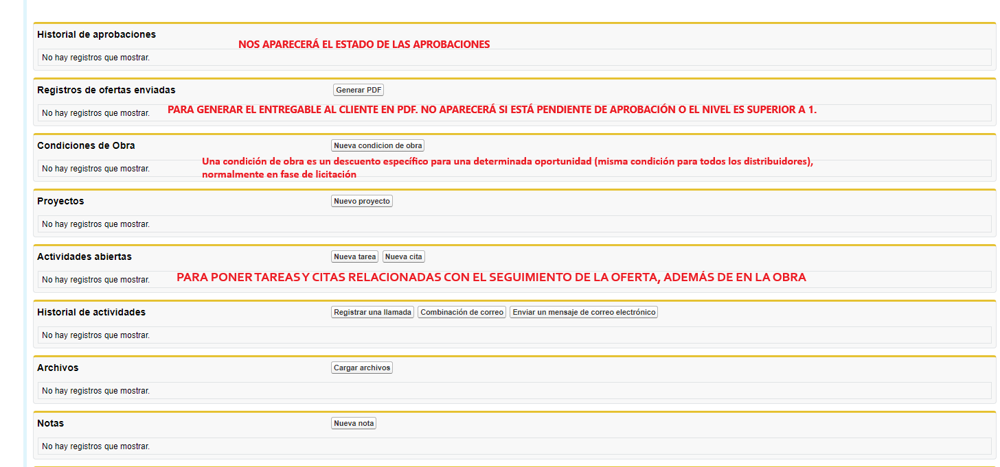 Historial de aprobaciones
NOS APARECERÁ EL ESTADO DE LAS APROBACIONES
No hay registros que mostrar.
Registros de ofertas enviadas
Generar PDF
No hay registros que mostrar.
PARA GENERAR EL ENTREGABLE AL CLIENTE EN PDF. NO APARECERÁ SI ESTÁ PENDIENTE DE APROBACIÓN O EL NIVEL ES SUPERIOR A 1.
Condiciones de Obra
Nueva condicion de obra
No hay registros que mostrar.
Una condición de obra es un descuento específico para una determinada oportunidad (misma condición para todos los distribuidores),
normalmente en fase de licitación
Proyectos
Nuevo proyecto
No hay registros que mostrar.
Actividades abiertas
Nueva tarea
Nueva cita
No hay registros que mostrar.
PARA PONER TAREAS Y CITAS RELACIONADAS CON EL SEGUIMIENTO DE LA OFERTA, ADEMÁS DE EN LA OBRA
Historial de actividades
Registrar una llamada
Combinación de correo
Enviar un mensaje de correo electrónico
No hay registros que mostrar.
Archivos
Cargar archivos
No hay registros que mostrar.
Notas
Nueva nota
No hay registros que mostrar.